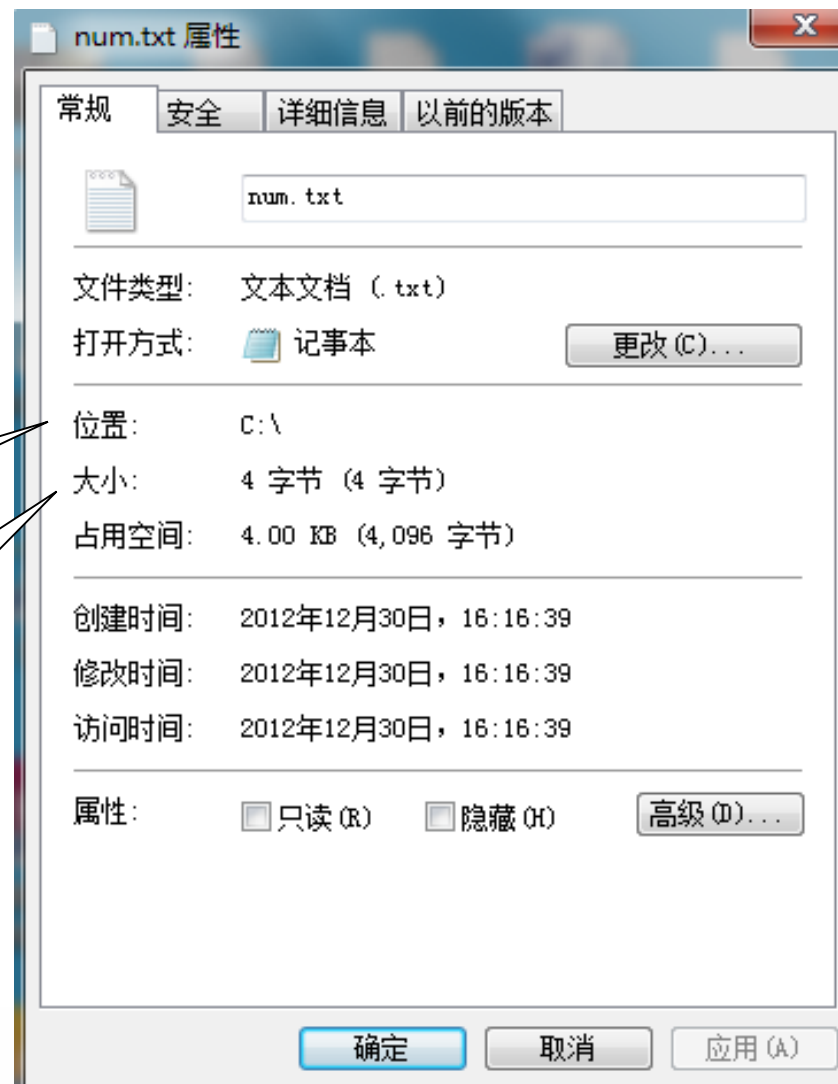 num.txt 属性
常规 安全 详细信息 以前的版本
num.txt
文件类型: 文本文档 (.txt)
打开方式: 记事本 更改(C)...
位置: C:\
大小: 4 字节 (4 字节)
占用空间: 4.00 KB (4,096 字节)
创建时间: 2012年12月30日, 16:16:39
修改时间: 2012年12月30日, 16:16:39
访问时间: 2012年12月30日, 16:16:39
属性: 只读(R) 隐藏(H) 高级(D)...
确定 取消 应用(A)